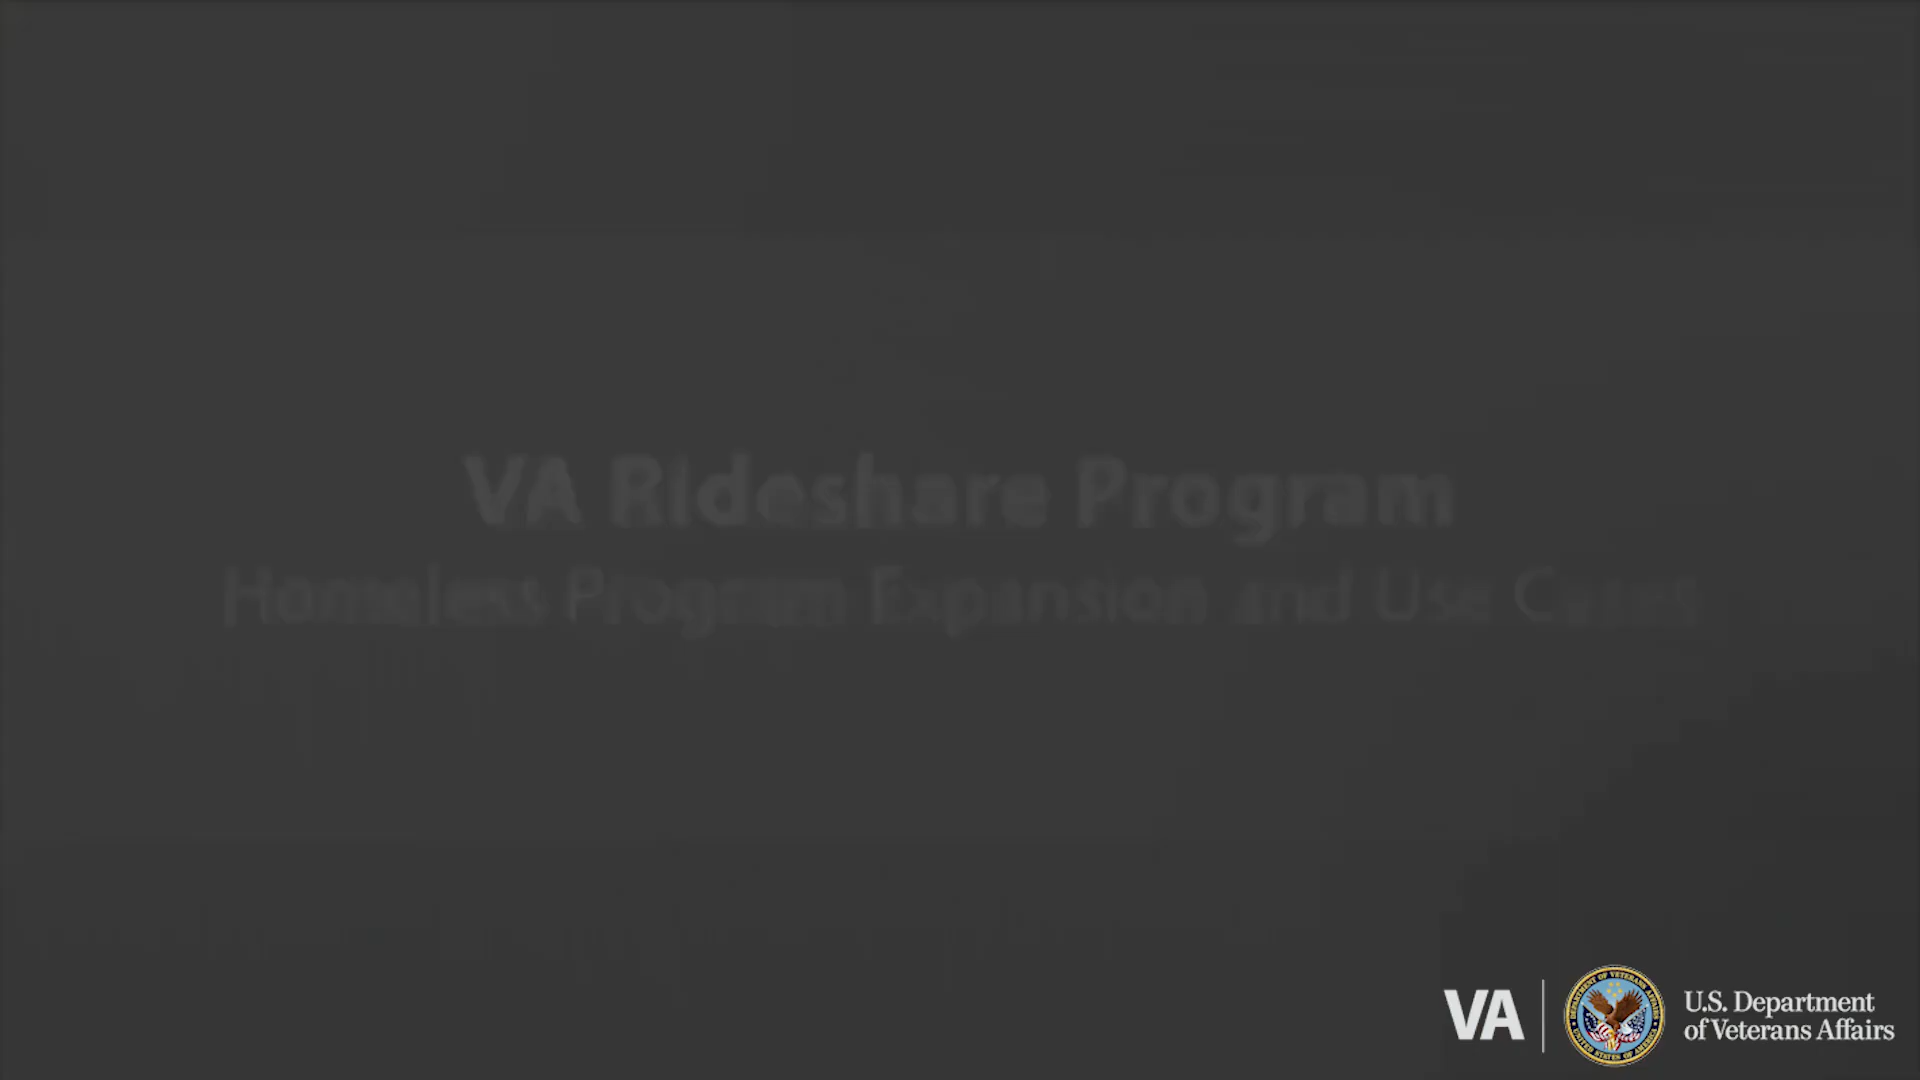 VA Rideshare Program
Homeless Program Expansion and Use Cases
VA
U.S. Department
of Veterans Affairs